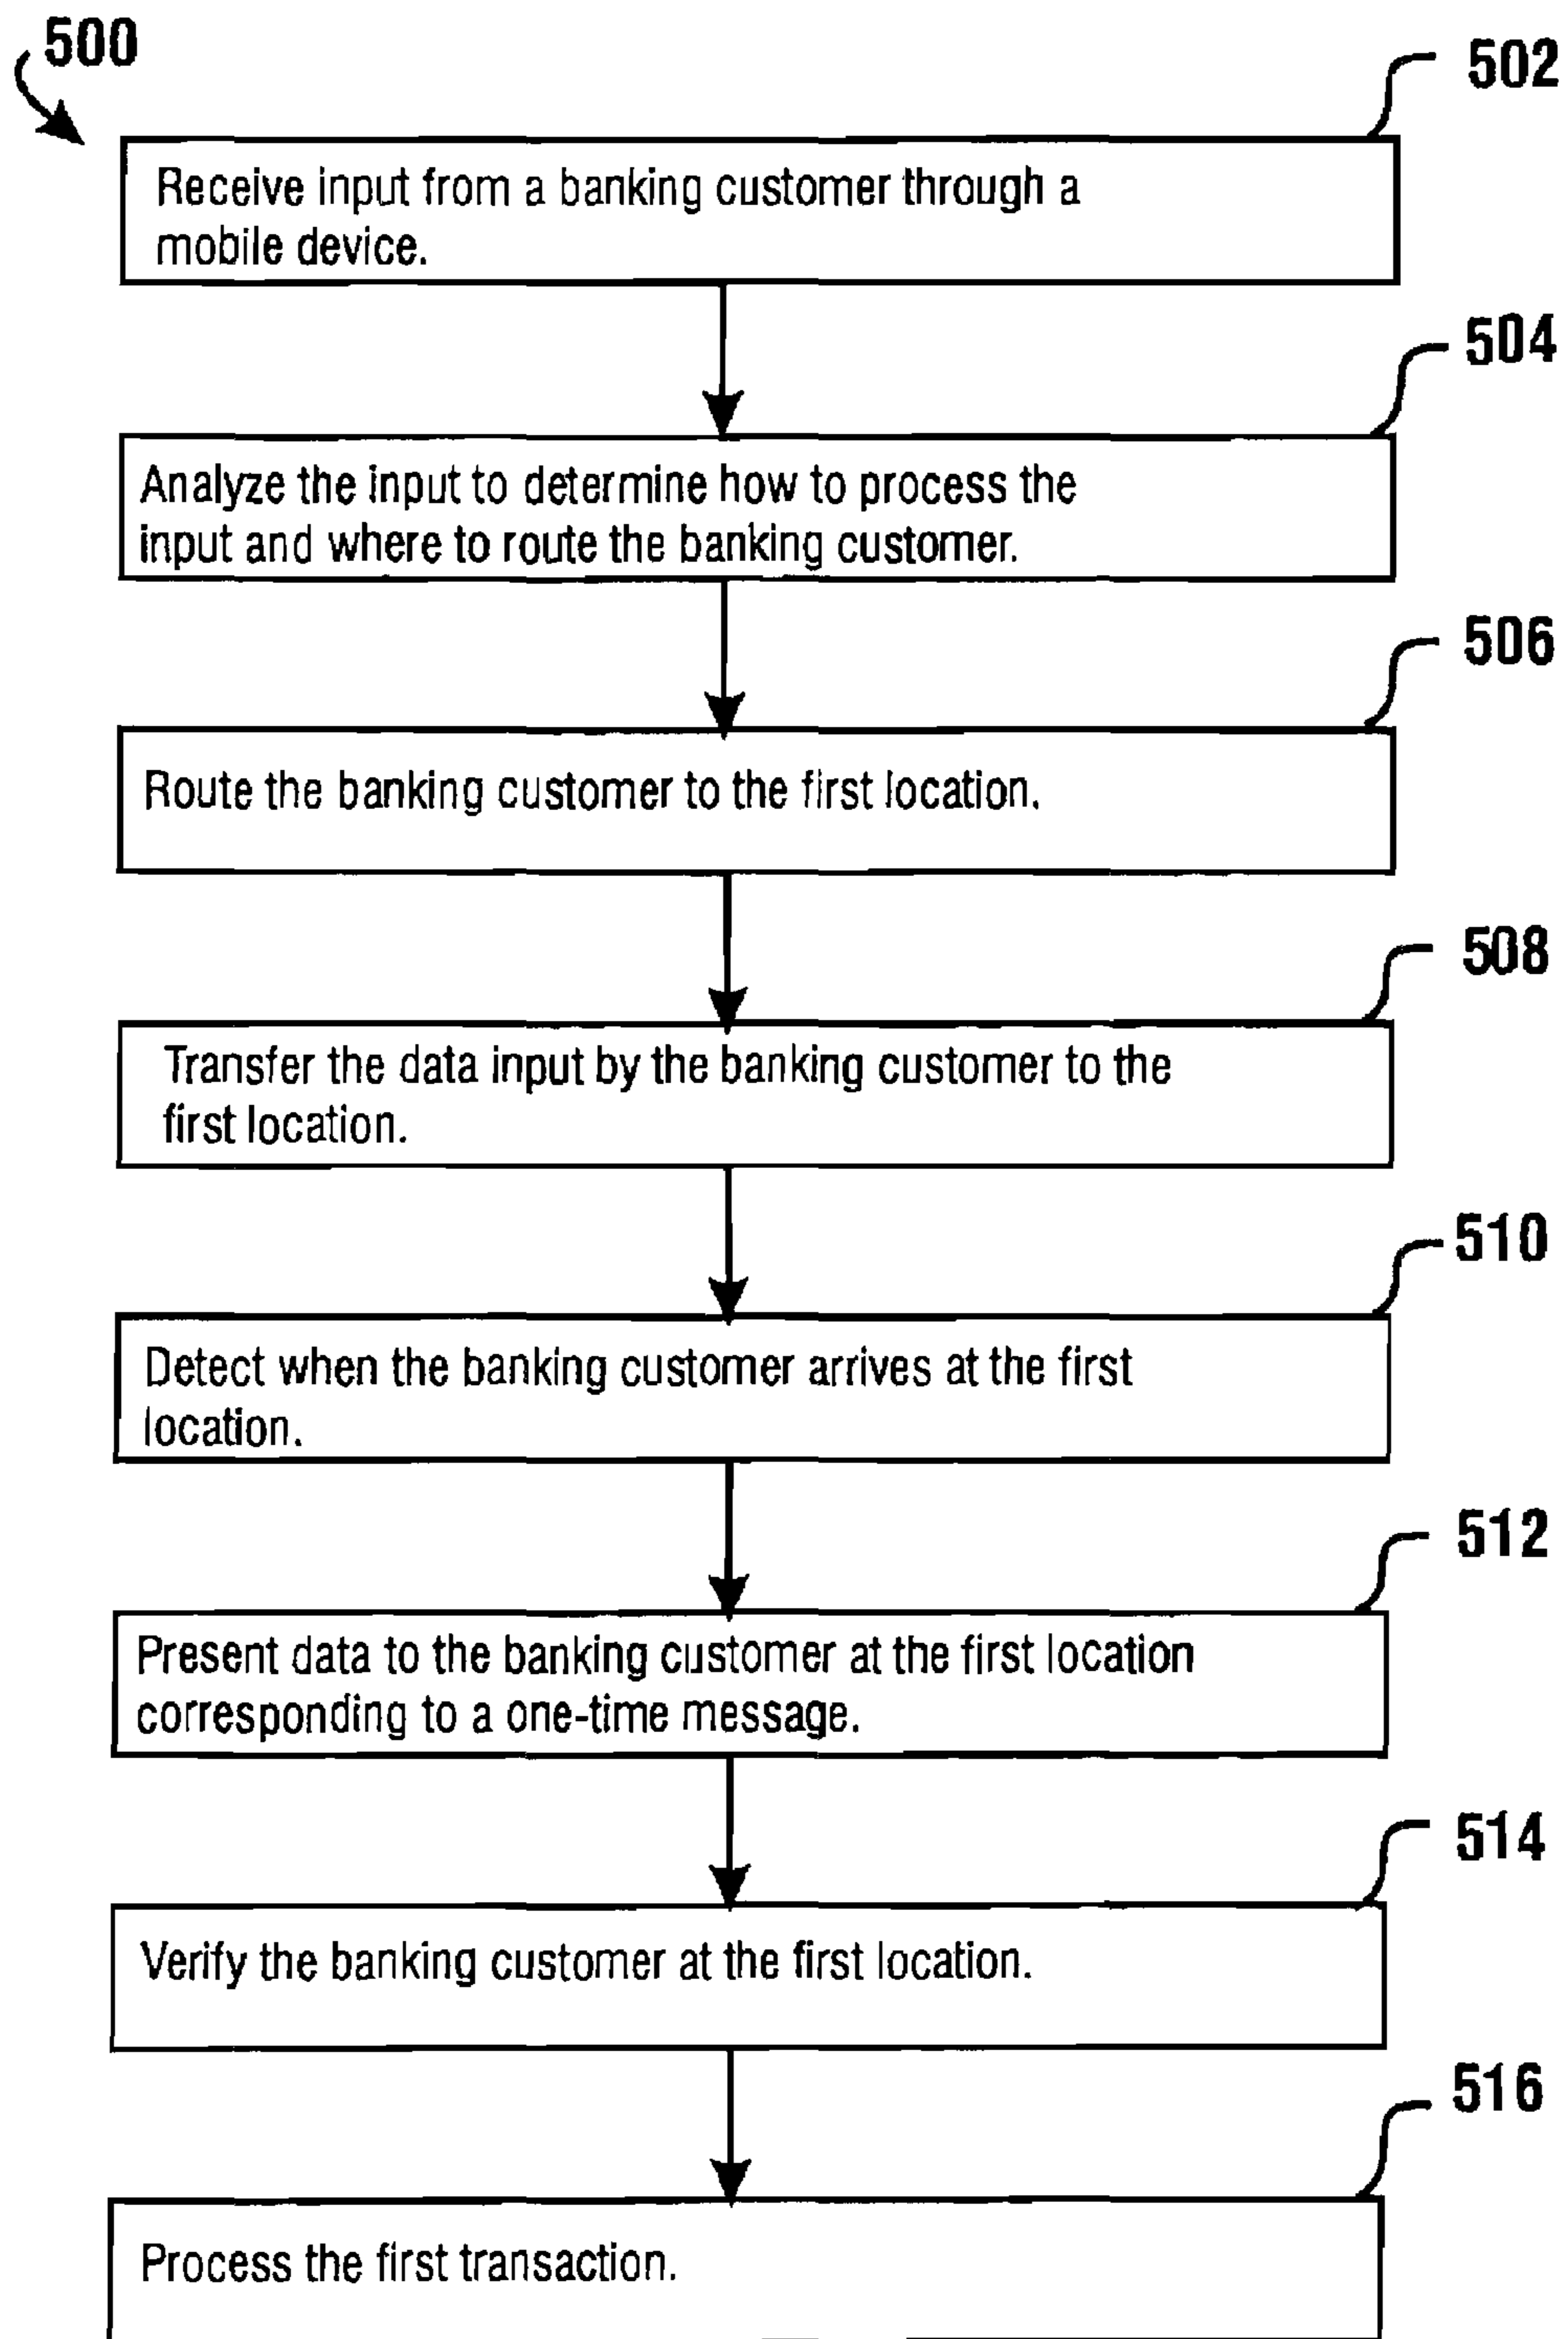 500
502
Receive input from a banking customer through a
mobile device.
504
Analyze the input to determine how to process the
input and where to route the banking customer.
506
Route the banking customer to the first location.
508
Transfer the data input by the banking customer to the
first location.
510
Detect when the banking customer arrives at the first
location.
512
Present data to the banking customer at the first location
corresponding to a one-time message.
514
Verify the banking customer at the first location.
516
Process the first transaction.